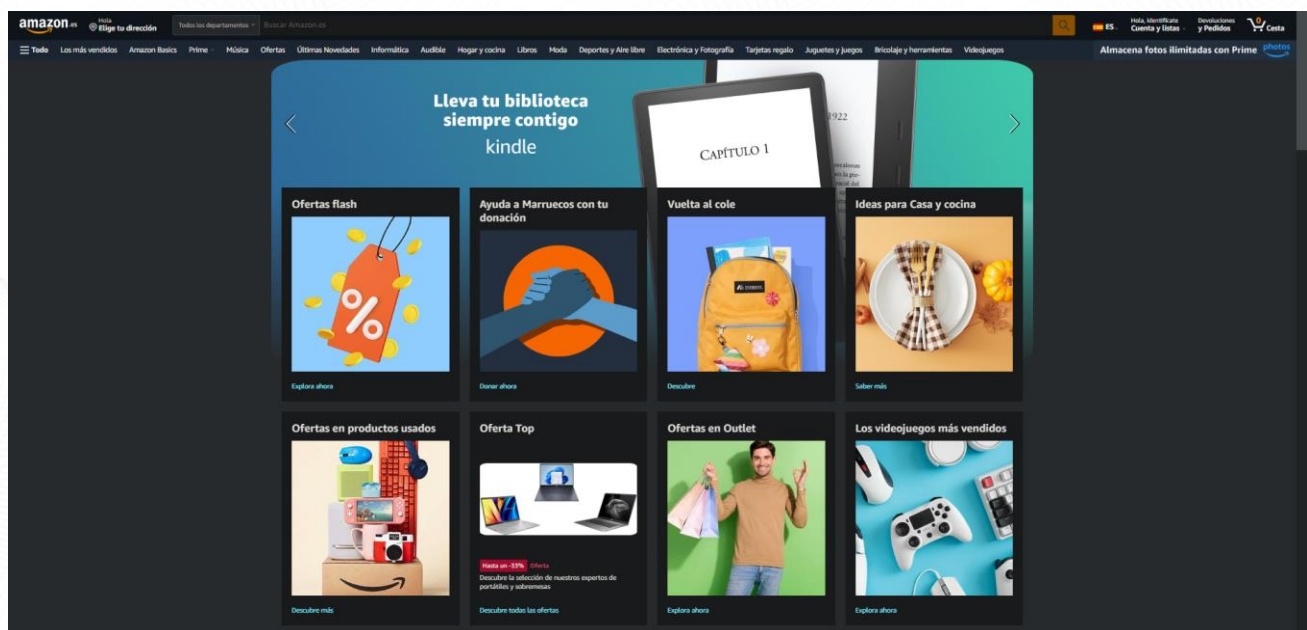 amazon.es
Hola
Elige tu dirección
Todos los departamentos
Buscar Amazon.es
ES
Hola, Identifícate
Cuenta y listas
Devoluciones
y Pedidos
Cesta
Todo Los más vendidos Amazon Basics Prime Música Ofertas Últimas Novedades Informática Audible Hogar y cocina Libros Moda Deportes y Aire libre Electrónica y Fotografía Tarjetas regalo Juguetes y juegos Bricolaje y herramientas Videojuegos
Almacena fotos ilimitadas con Prime photos
Lleva tu biblioteca
siempre contigo
kindle
CAPÍTULO 1
1922
Ofertas flash
%
Explora ahora
Ayuda a Marruecos con tu
donación
Donar ahora
Vuelta al cole
Descubre
Ideas para Casa y cocina
Saber más
Ofertas en productos usados
Descubre más
Oferta Top
Hasta un -33% Oferta
Descubre la selección de nuestros expertos de
portátiles y sobremesas
Descubre todas las ofertas
Ofertas en Outlet
Explora ahora
Los videojuegos más vendidos
Explora ahora